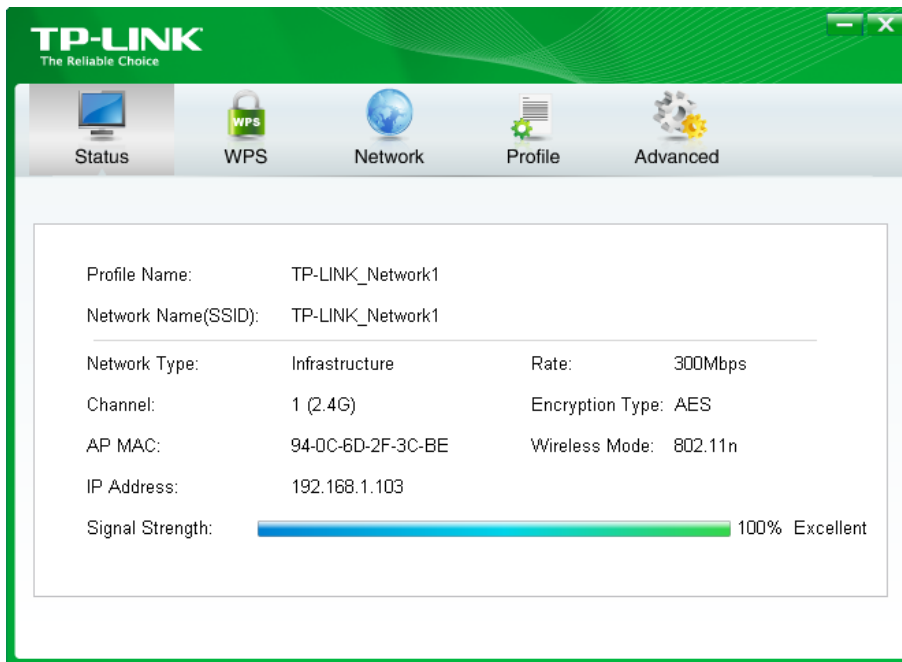 TP-LINK
The Reliable Choice
WPS
Status WPS Network Profile Advanced
Profile Name: TP-LINK_Network1
Network Name(SSID): TP-LINK_Network1
Network Type: Infrastructure Rate: 300Mbps
Channel: 1 (2.4G) Encryption Type: AES
AP MAC: 94-0C-6D-2F-3C-BE Wireless Mode: 802.11n
IP Address: 192.168.1.103
Signal Strength: 100% Excellent